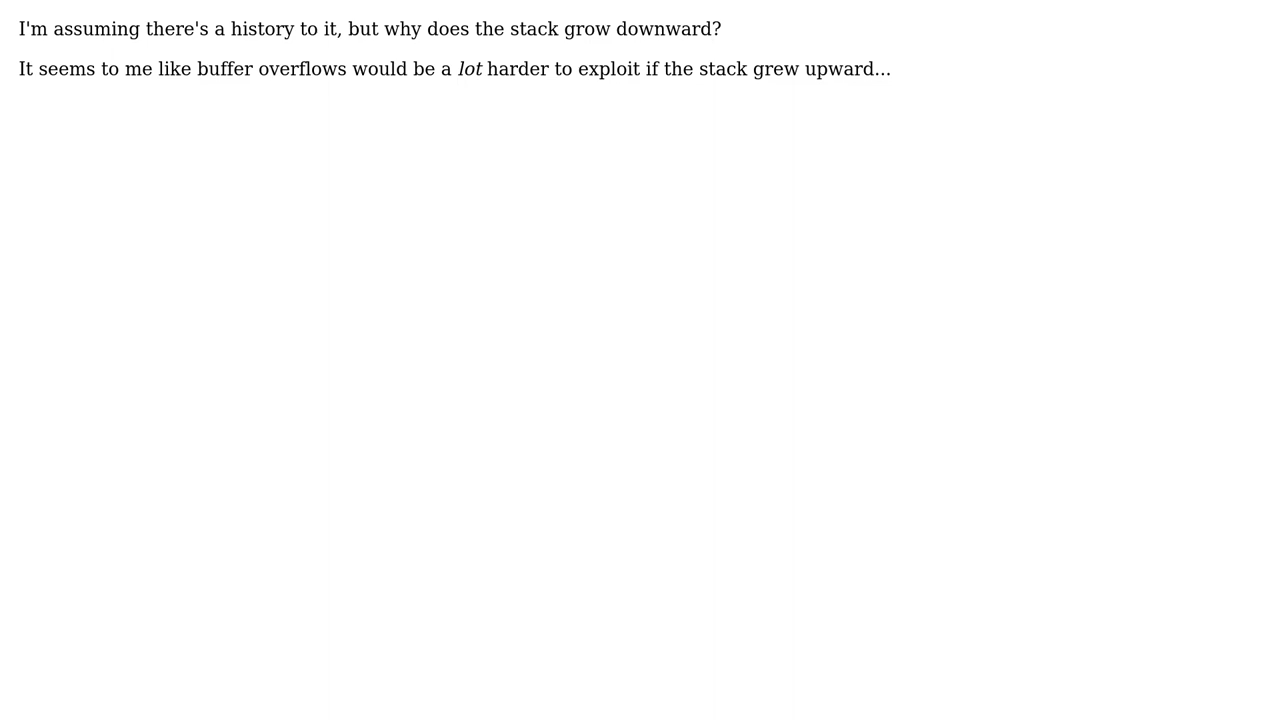 I'm assuming there's a history to it, but why does the stack grow downward?
It seems to me like buffer overflows would be a lot harder to exploit if the stack grew upward...